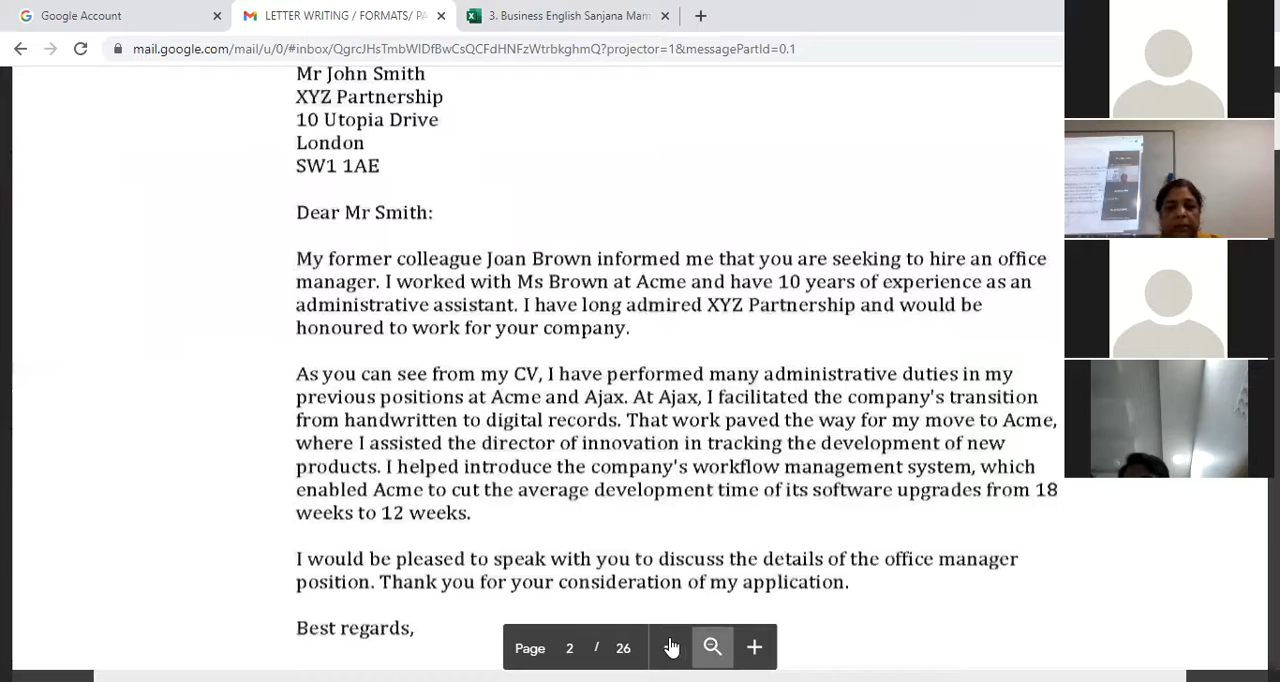 Google Account
LETTER WRITING / FORMATS/ PA
3. Business English Sanjana Mam
mail.google.com/mail/u/0/#inbox/QgrcJHsTmbWlDfBwCsQCFdHNFzWtrbkghmQ?projector=1&messagePartId=0.1
Mr John Smith
XYZ Partnership
10 Utopia Drive
London
SW1 1AE
Dear Mr Smith:
My former colleague Joan Brown informed me that you are seeking to hire an office
manager. I worked with Ms Brown at Acme and have 10 years of experience as an
administrative assistant. I have long admired XYZ Partnership and would be
honoured to work for your company.
As you can see from my CV, I have performed many administrative duties in my
previous positions at Acme and Ajax. At Ajax, I facilitated the company's transition
from handwritten to digital records. That work paved the way for my move to Acme,
where I assisted the director of innovation in tracking the development of new
products. I helped introduce the company's workflow management system, which
enabled Acme to cut the average development time of its software upgrades from 18
weeks to 12 weeks.
I would be pleased to speak with you to discuss the details of the office manager
position. Thank you for your consideration of my application.
Best regards,
Page 2 / 26